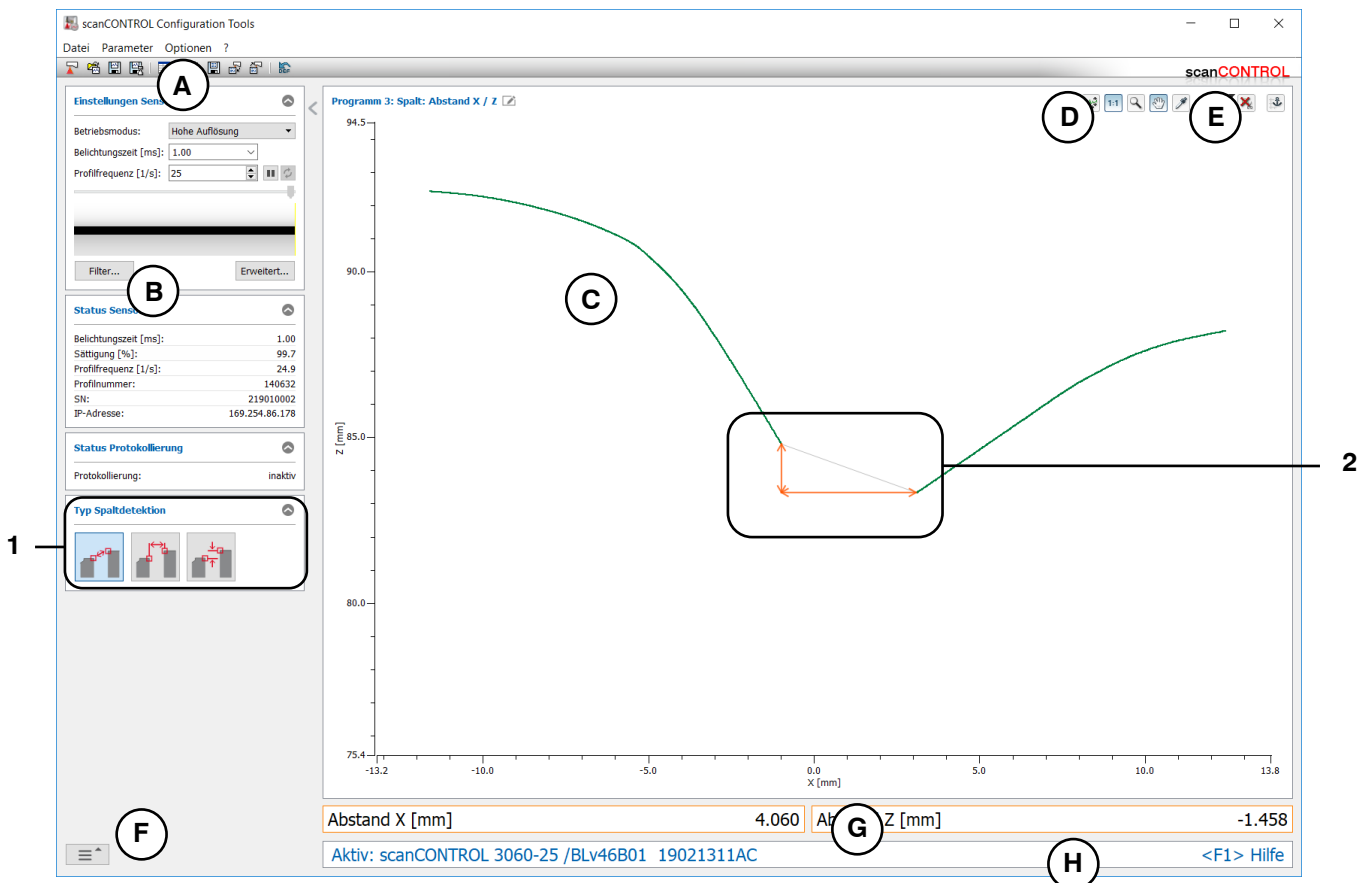 scanCONTROL Configuration Tools
Datei Parameter Optionen ?
scanCONTROL
A
Einstellungen
Betriebsmodus: Hohe Auflösung
Belichtungszeit [ms]: 1.00
Profilfrequenz [1/s]: 25
Filter... Erweitert...
B
Status
Belichtungszeit [ms]: 1.00
Sättigung [%]: 99.7
Profilfrequenz [1/s]: 24.9
Profilnummer: 140632
SN: 219010002
IP-Adresse: 169.254.86.178
Status Protokollierung
Protokollierung: inaktiv
1
Typ Spaltdetektion
F
Programm 3: Spalt: Abstand X / Z
D
1:1
E
94.5
90.0
85.0
80.0
75.4
Z [mm]
C
2
-13.2 -10.0 -5.0 0.0 5.0 10.0 13.8
X [mm]
Abstand X [mm] 4.060
G
Z [mm] -1.458
Aktiv: scanCONTROL 3060-25 /BLv46B01 19021311AC
H
<F1> Hilfe